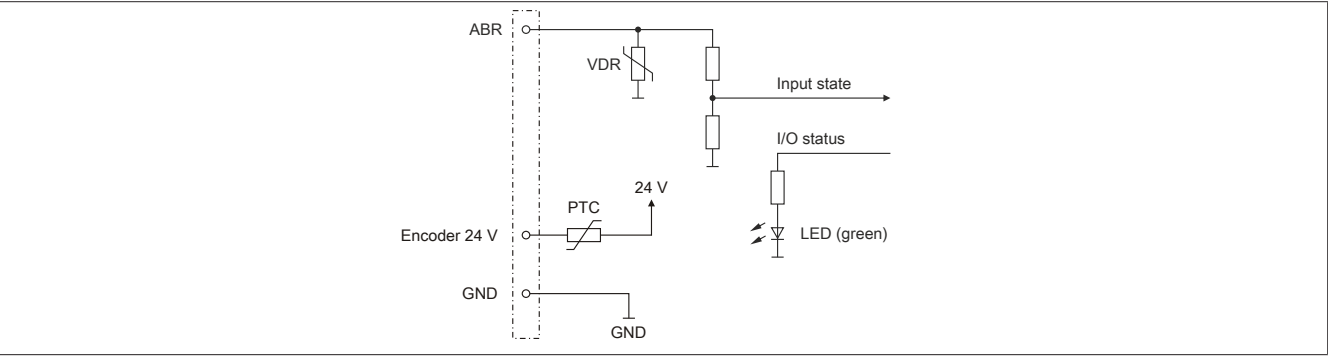 ABR
VDR
Input state
I/O status
24 V
PTC
Encoder 24 V
LED (green)
GND
GND